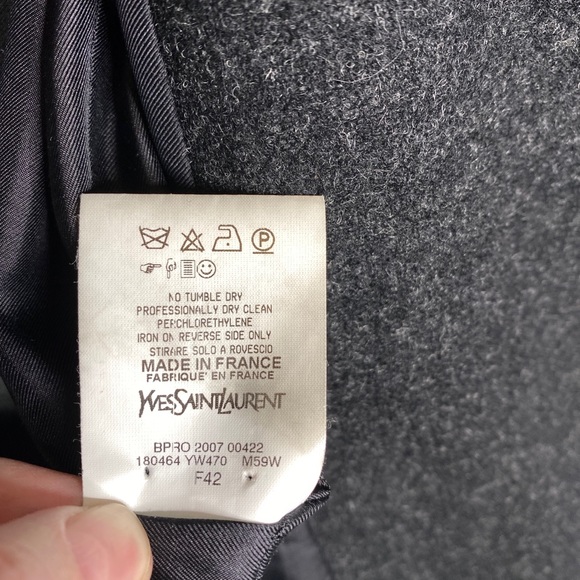 P
NO TUMBLE DRY
PROFESSIONALLY DRY CLEAN
PERCHLORETHYLENE
IRON ON REVERSE SIDE ONLY
STIRARE SOLO A ROVESCIO
MADE IN FRANCE
FABRIQUE' EN FRANCE
YVESSAINTLAURENT
BPRO 2007 00422
180464 YW470 M59W
F42